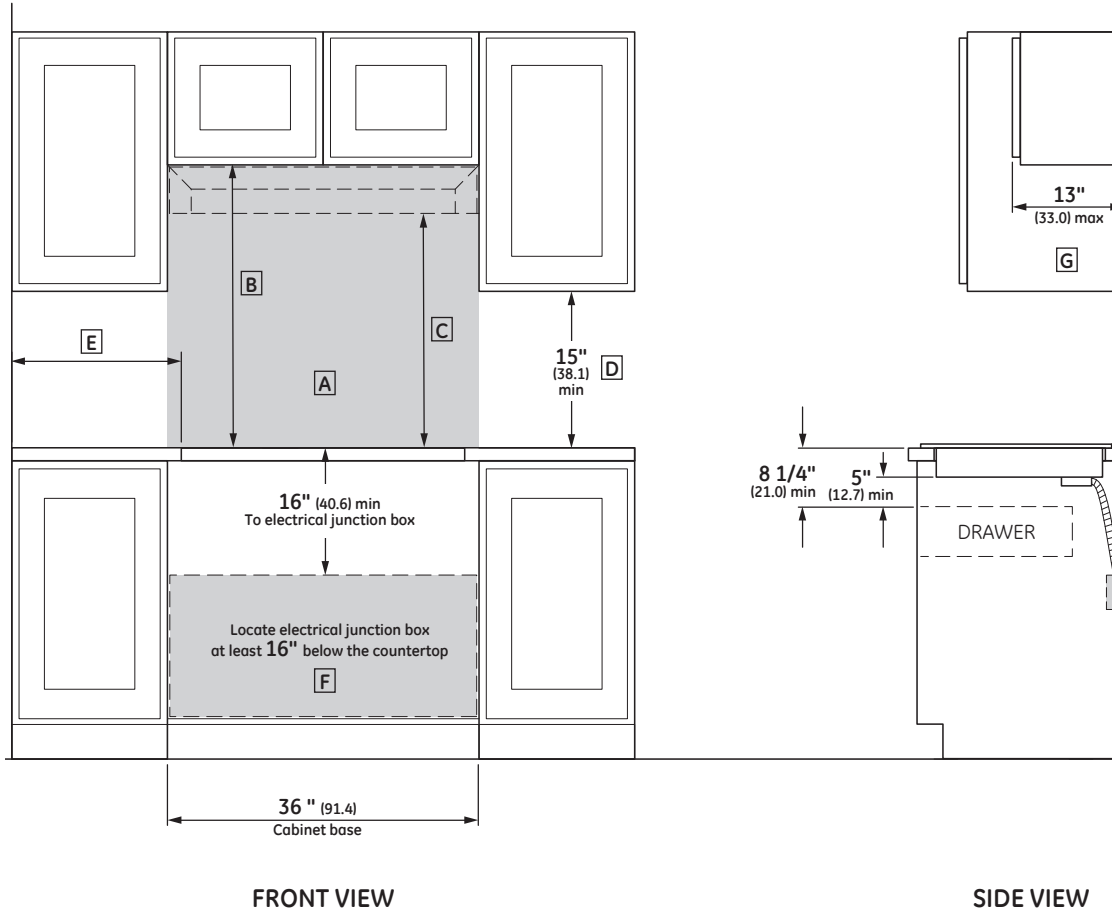 B
E
C
A
15"
(38.1)
min
D
13"
(33.0) max
G
16" (40.6) min
To electrical junction box
8 1/4"
(21.0) min
5"
(12.7) min
DRAWER
Locate electrical junction box
at least 16" below the countertop
F
36 " (91.4)
Cabinet base
FRONT VIEW
SIDE VIEW